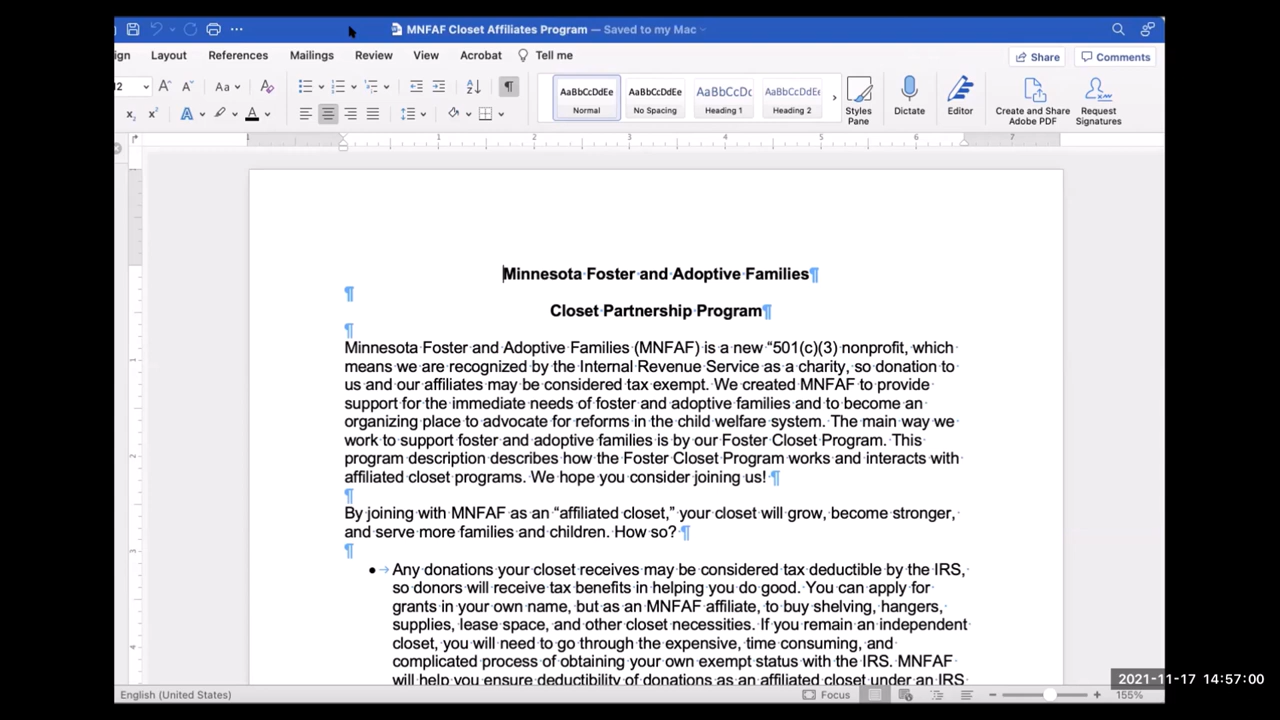 MNFAF Closet Affiliates Program — Saved to my Mac
ign Layout References Mailings Review View Acrobat Tell me Share Comments
12 Aa
AaBbCcDdEe AaBbCcDdEe AaBbCcDc AaBbCcDdEe
Normal No Spacing Heading 1 Heading 2 Styles Pane Dictate Editor Create and Share Adobe PDF Request Signatures
1 1 2 3 4 5 6 7
Minnesota Foster and Adoptive Families¶
¶
Closet Partnership Program¶
¶
Minnesota Foster and Adoptive Families (MNFAF) is a new “501(c)(3) nonprofit, which
means we are recognized by the Internal Revenue Service as a charity, so donation to
us and our affiliates may be considered tax exempt. We created MNFAF to provide
support for the immediate needs of foster and adoptive families and to become an
organizing place to advocate for reforms in the child welfare system. The main way we
work to support foster and adoptive families is by our Foster Closet Program. This
program description describes how the Foster Closet Program works and interacts with
affiliated closet programs. We hope you consider joining us! ¶
¶
By joining with MNFAF as an “affiliated closet,” your closet will grow, become stronger,
and serve more families and children. How so? ¶
¶
• Any donations your closet receives may be considered tax deductible by the IRS,
so donors will receive tax benefits in helping you do good. You can apply for
grants in your own name, but as an MNFAF affiliate, to buy shelving, hangers,
supplies, lease space, and other closet necessities. If you remain an independent
closet, you will need to go through the expensive, time consuming, and
complicated process of obtaining your own exempt status with the IRS. MNFAF
will help you ensure deductibility of donations as an affiliated closet under an IRS
2021-11-17 14:57:00
English (United States) Focus 155%